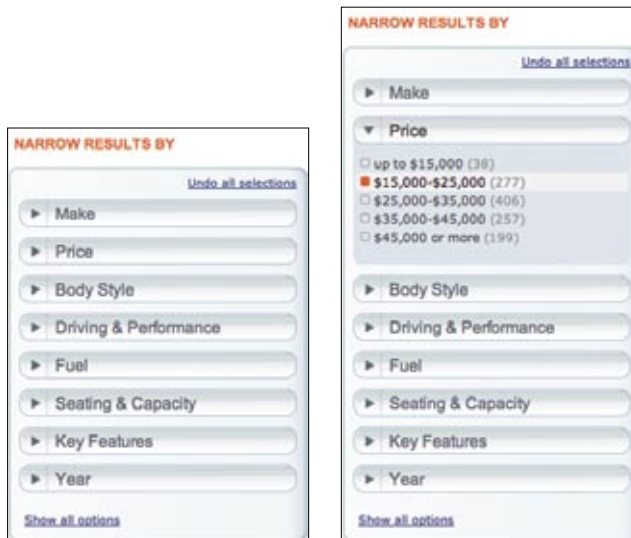 NARROW RESULTS BY
Undo all selections
Make
Price
Body Style
Driving & Performance
Fuel
Seating & Capacity
Key Features
Year
Show all options
NARROW RESULTS BY
Undo all selections
Make
Price
up to $15,000 (38)
$15,000-$25,000 (277)
$25,000-$35,000 (406)
$35,000-$45,000 (257)
$45,000 or more (199)
Body Style
Driving & Performance
Fuel
Seating & Capacity
Key Features
Year
Show all options